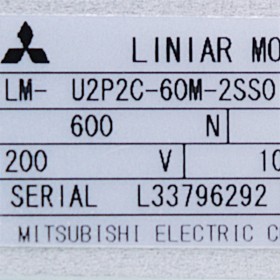 LINIAR MO
LM- U2P2C-60M-2SS0
600 N
200 V 10
SERIAL L33796292
MITSUBISHI ELECTRIC C